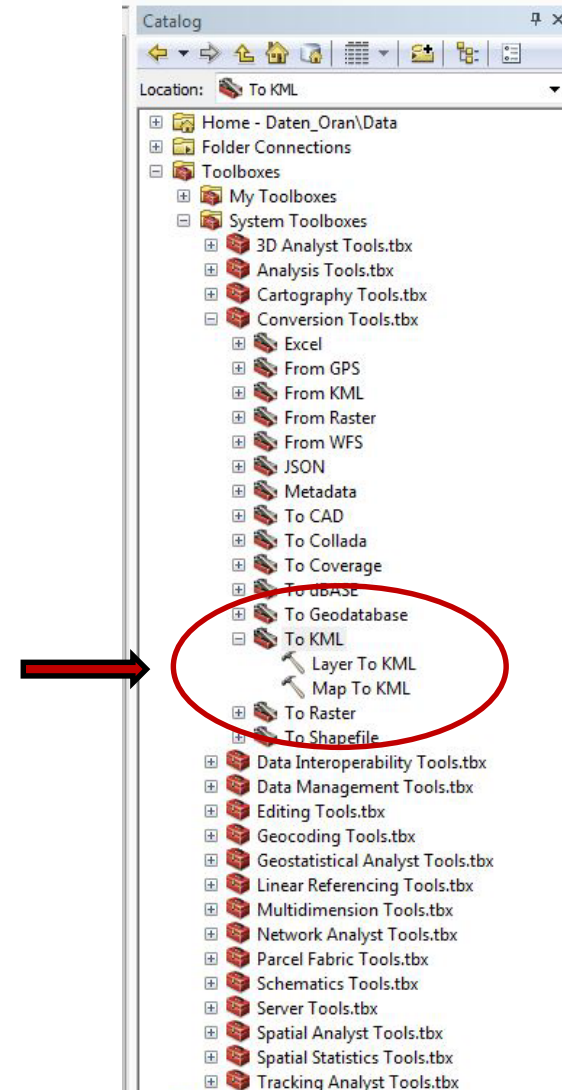 Catalog
Location: To KML
Home - Daten_Oran\Data
Folder Connections
Toolboxes
My Toolboxes
System Toolboxes
3D Analyst Tools.tbx
Analysis Tools.tbx
Cartography Tools.tbx
Conversion Tools.tbx
Excel
From GPS
From KML
From Raster
From WFS
JSON
Metadata
To CAD
To Collada
To Coverage
To dBASE
To Geodatabase
To KML
Layer To KML
Map To KML
To Raster
To Shapefile
Data Interoperability Tools.tbx
Data Management Tools.tbx
Editing Tools.tbx
Geocoding Tools.tbx
Geostatistical Analyst Tools.tbx
Linear Referencing Tools.tbx
Multidimension Tools.tbx
Network Analyst Tools.tbx
Parcel Fabric Tools.tbx
Schematics Tools.tbx
Server Tools.tbx
Spatial Analyst Tools.tbx
Spatial Statistics Tools.tbx
Tracking Analyst Tools.tbx